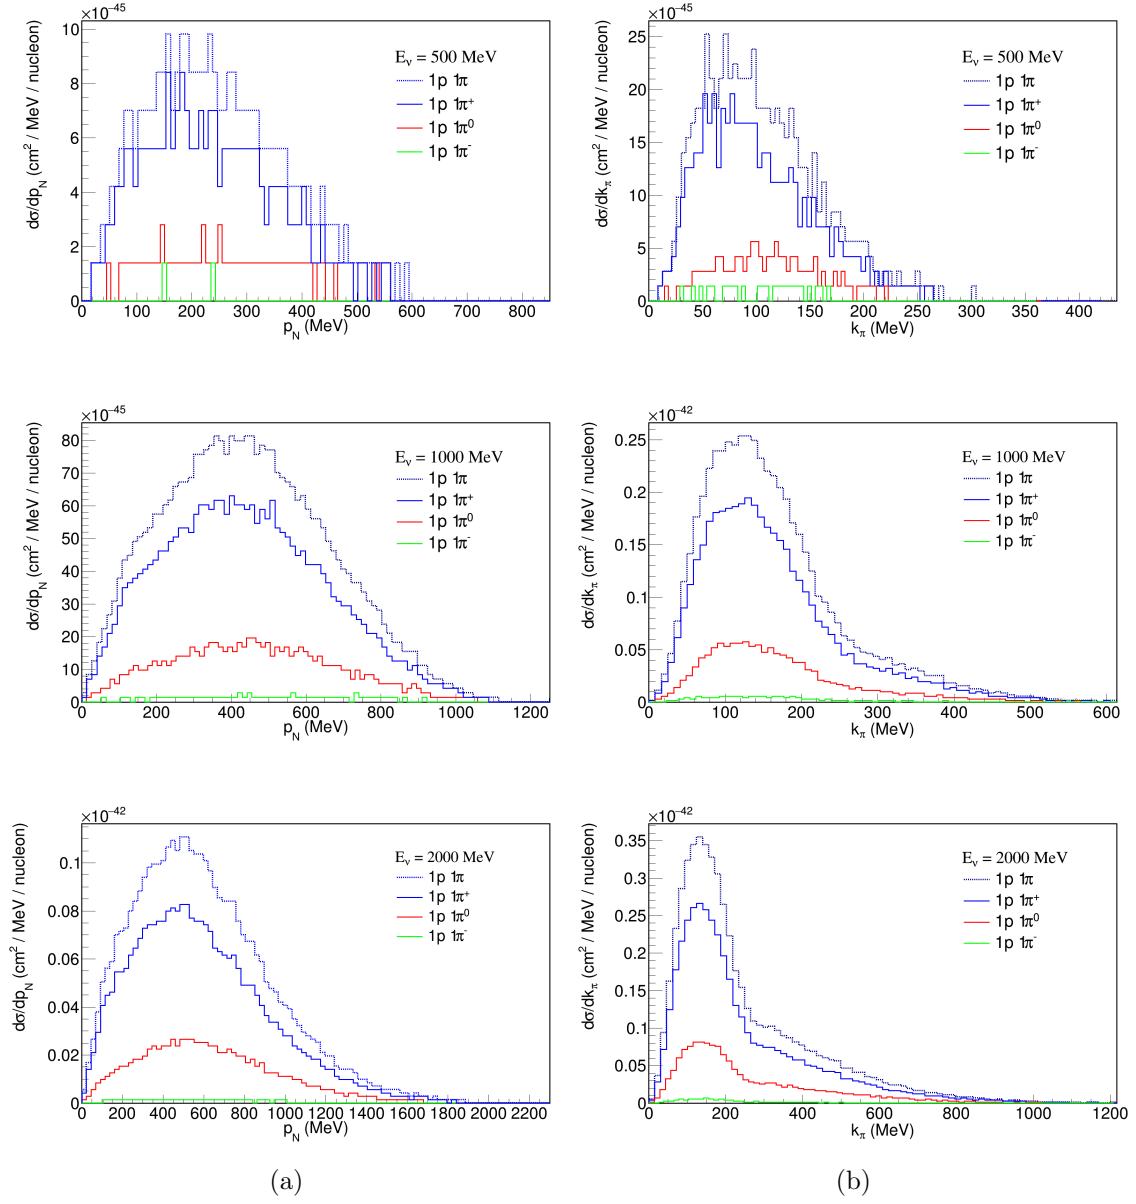 ×10⁻⁴⁵
dσ/dp_N (cm² / MeV / nucleon)
10
8
6
4
2
0
E_ν = 500 MeV
1p 1π
1p 1π⁺
1p 1π⁰
1p 1π⁻
0 100 200 300 400 500 600 700 800
p_N (MeV)
×10⁻⁴⁵
dσ/dk_π (cm² / MeV / nucleon)
25
20
15
10
5
0
E_ν = 500 MeV
1p 1π
1p 1π⁺
1p 1π⁰
1p 1π⁻
0 50 100 150 200 250 300 350 400
k_π (MeV)
×10⁻⁴⁵
dσ/dp_N (cm² / MeV / nucleon)
80
70
60
50
40
30
20
10
0
E_ν = 1000 MeV
1p 1π
1p 1π⁺
1p 1π⁰
1p 1π⁻
0 200 400 600 800 1000 1200
p_N (MeV)
×10⁻⁴²
dσ/dk_π (cm² / MeV / nucleon)
0.25
0.2
0.15
0.1
0.05
0
E_ν = 1000 MeV
1p 1π
1p 1π⁺
1p 1π⁰
1p 1π⁻
0 100 200 300 400 500 600
k_π (MeV)
×10⁻⁴²
dσ/dp_N (cm² / MeV / nucleon)
0.1
0.08
0.06
0.04
0.02
0
E_ν = 2000 MeV
1p 1π
1p 1π⁺
1p 1π⁰
1p 1π⁻
0 200 400 600 800 1000 1200 1400 1600 1800 2000 2200
p_N (MeV)
×10⁻⁴²
dσ/dk_π (cm² / MeV / nucleon)
0.35
0.3
0.25
0.2
0.15
0.1
0.05
0
E_ν = 2000 MeV
1p 1π
1p 1π⁺
1p 1π⁰
1p 1π⁻
0 200 400 600 800 1000 1200
k_π (MeV)
(a)
(b)